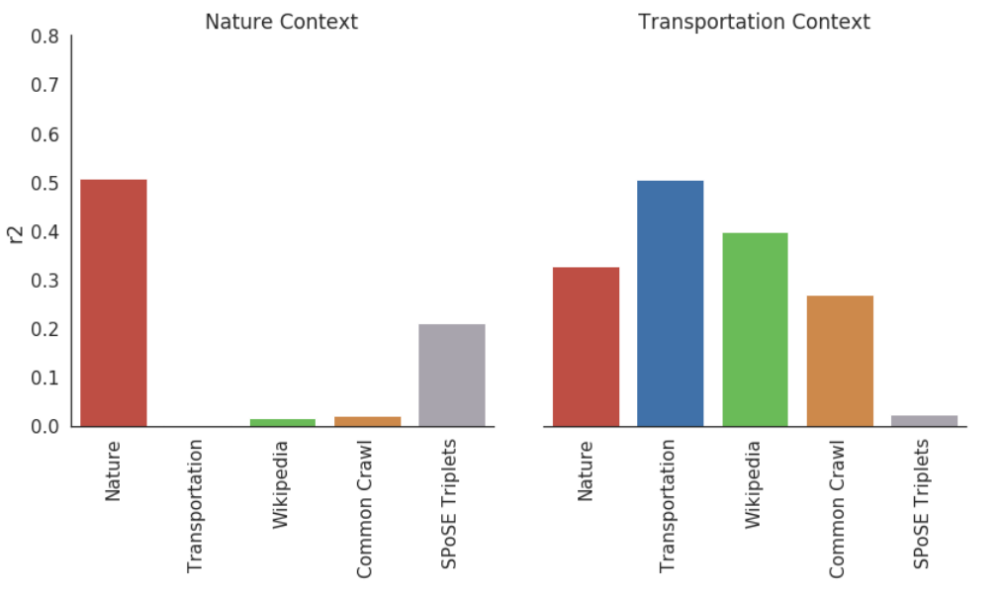 Nature Context
Transportation Context
0.8
0.7
0.6
0.5
0.4
0.3
0.2
0.1
0.0
r2
Nature
Transportation
Wikipedia
Common Crawl
SPoSE Triplets
Nature
Transportation
Wikipedia
Common Crawl
SPoSE Triplets